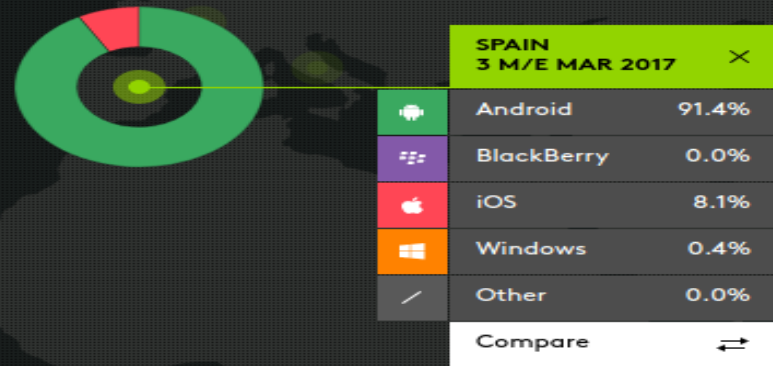 SPAIN
3 M/E MAR 2017
Android 91.4%
BlackBerry 0.0%
iOS 8.1%
Windows 0.4%
Other 0.0%
Compare